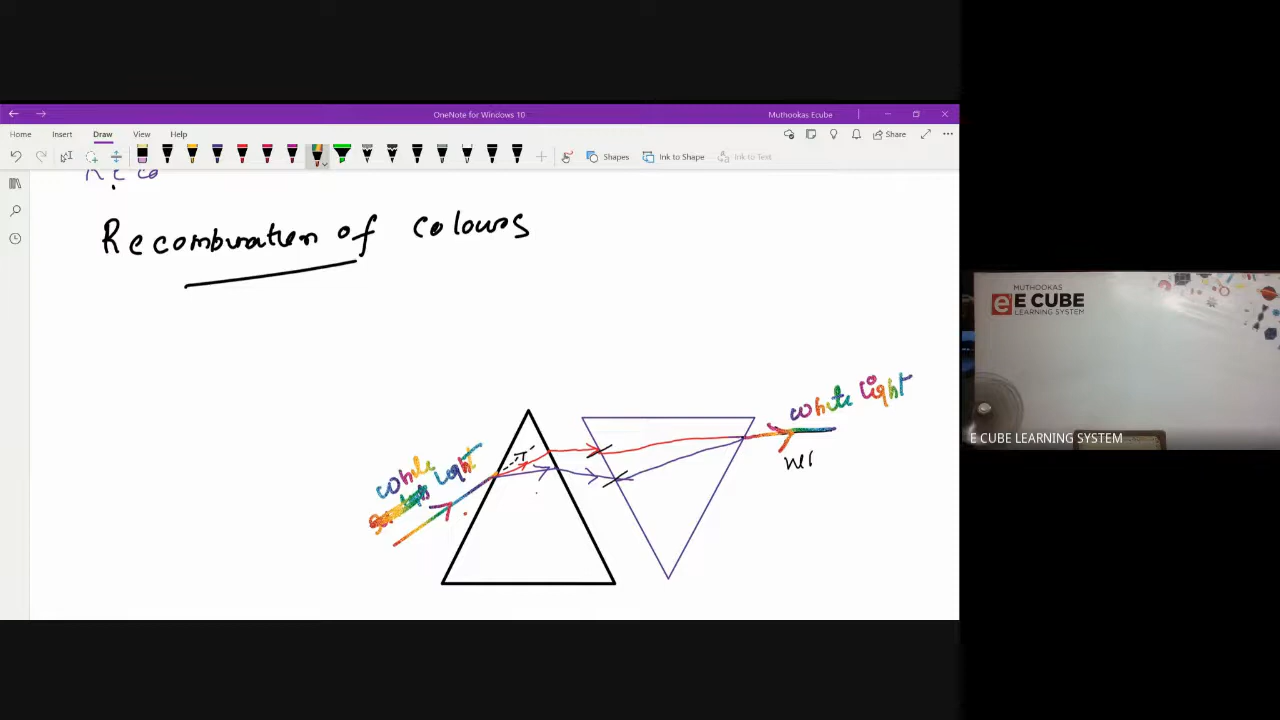 OneNote for Windows 10
Muthookas Ecube
Home Insert Draw View Help
Share
Shapes
Ink to Shape
Ink to Text
Recombination of colours
White light
White light
MUTHOOKAS
e E CUBE
LEARNING SYSTEM
E CUBE LEARNING SYSTEM